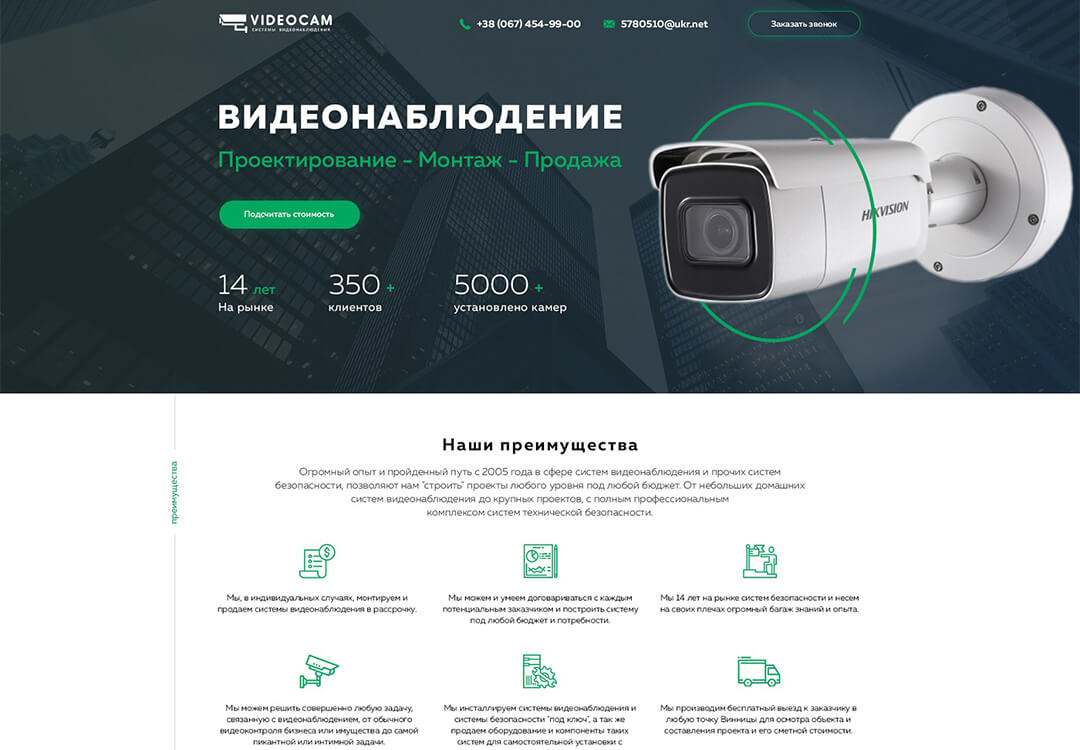 VIDEOCAM
СИСТЕМЫ ВИДЕОНАБЛЮДЕНИЯ
+38 (067) 454-99-00
5780510@ukr.net
Заказать звонок
ВИДЕОНАБЛЮДЕНИЕ
Проектирование - Монтаж - Продажа
Подсчитать стоимость
HIKVISION
14 лет
На рынке
350 +
клиентов
5000 +
установлено камер
преимущества
Наши преимущества
Огромный опыт и пройденный путь с 2005 года в сфере систем видеонаблюдения и прочих систем
безопасности, позволяют нам "строить" проекты любого уровня под любой бюджет. От небольших домашних
систем видеонаблюдения до крупных проектов, с полным профессиональным
комплексом систем технической безопасности.
Мы, в индивидуальных случаях, монтируем и
продаем системы видеонаблюдения в рассрочку.
Мы можем и умеем договариваться с каждым
потенциальным заказчиком и построить систему
под любой бюджет и потребности.
Мы 14 лет на рынке систем безопасности и несем
на своих плечах огромный багаж знаний и опыта.
Мы можем решить совершенно любую задачу,
связанную с видеонаблюдением, от обычного
видеоконтроля бизнеса или имущества до самой
пикантной или интимной задачи.
Мы инсталлируем системы видеонаблюдения и
системы безопасности "под ключ", а так же
продаем оборудование и компоненты таких
систем для самостоятельной установки с
Мы производим бесплатный выезд к заказчику в
любую точку Винницы для осмотра объекта и
составления проекта и его сметной стоимости.